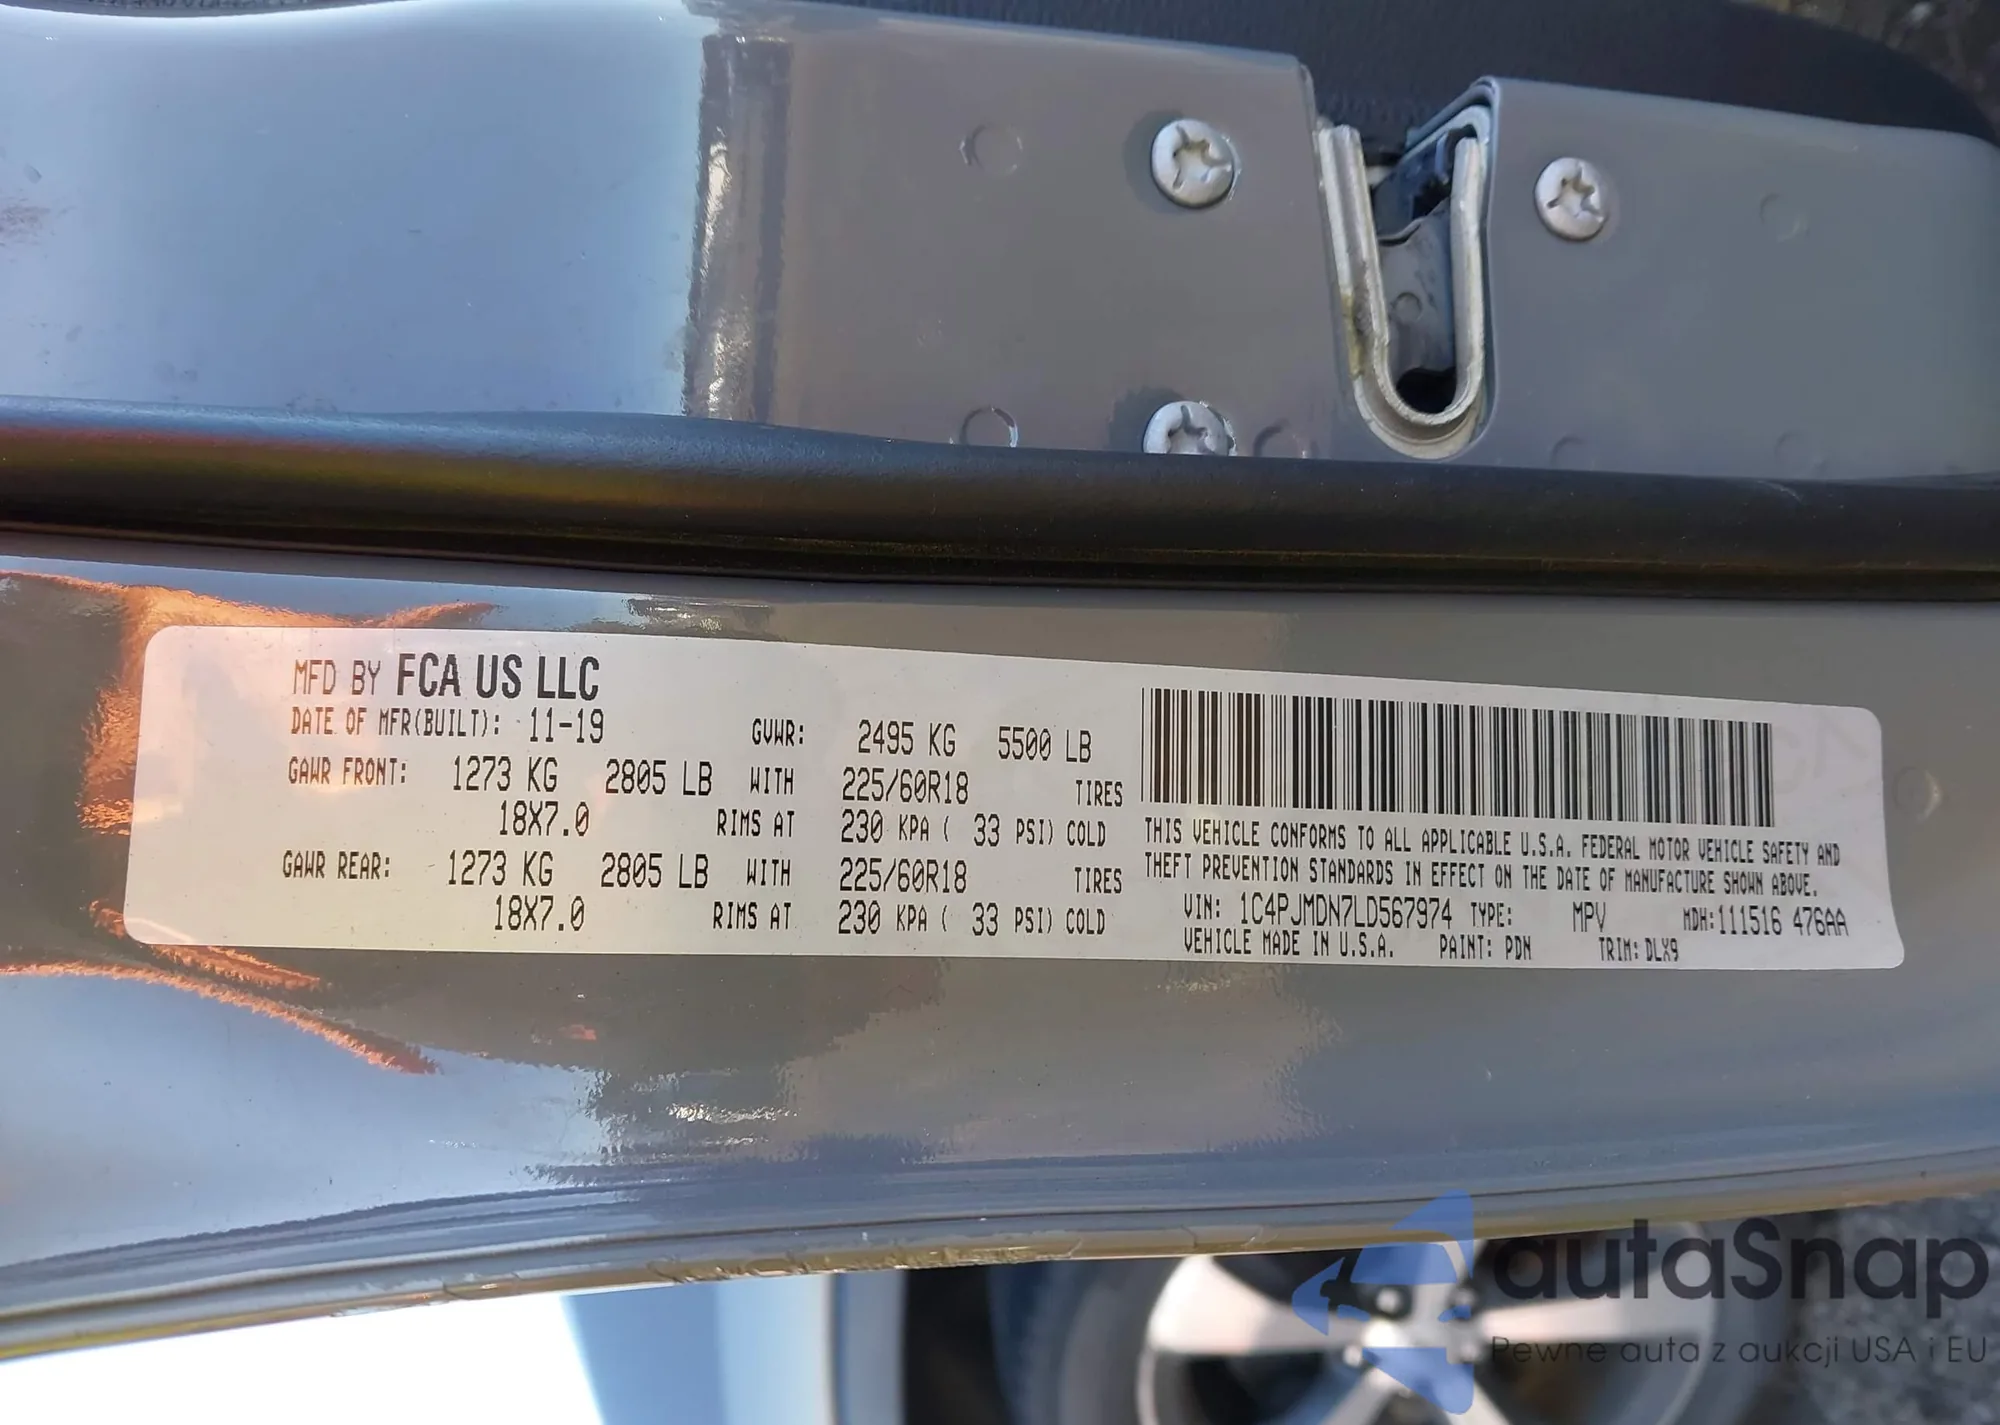 MFD BY FCA US LLC
DATE OF MFR(BUILT): 11-19 GVWR: 2495 KG 5500 LB
GAWR FRONT: 1273 KG 2805 LB WITH 225/60R18 TIRES
18X7.0 RIMS AT 230 KPA ( 33 PSI) COLD
GAWR REAR: 1273 KG 2805 LB WITH 225/60R18 TIRES
18X7.0 RIMS AT 230 KPA ( 33 PSI) COLD
THIS VEHICLE CONFORMS TO ALL APPLICABLE U.S.A. FEDERAL MOTOR VEHICLE SAFETY AND
THEFT PREVENTION STANDARDS IN EFFECT ON THE DATE OF MANUFACTURE SHOWN ABOVE.
VIN: 1C4PJMDN7LD567974 TYPE: MPV MDH:111516 476AA
VEHICLE MADE IN U.S.A. PAINT: PDN TRIM: DLX9
autaSnap
Pewne auta z aukcji USA i EU